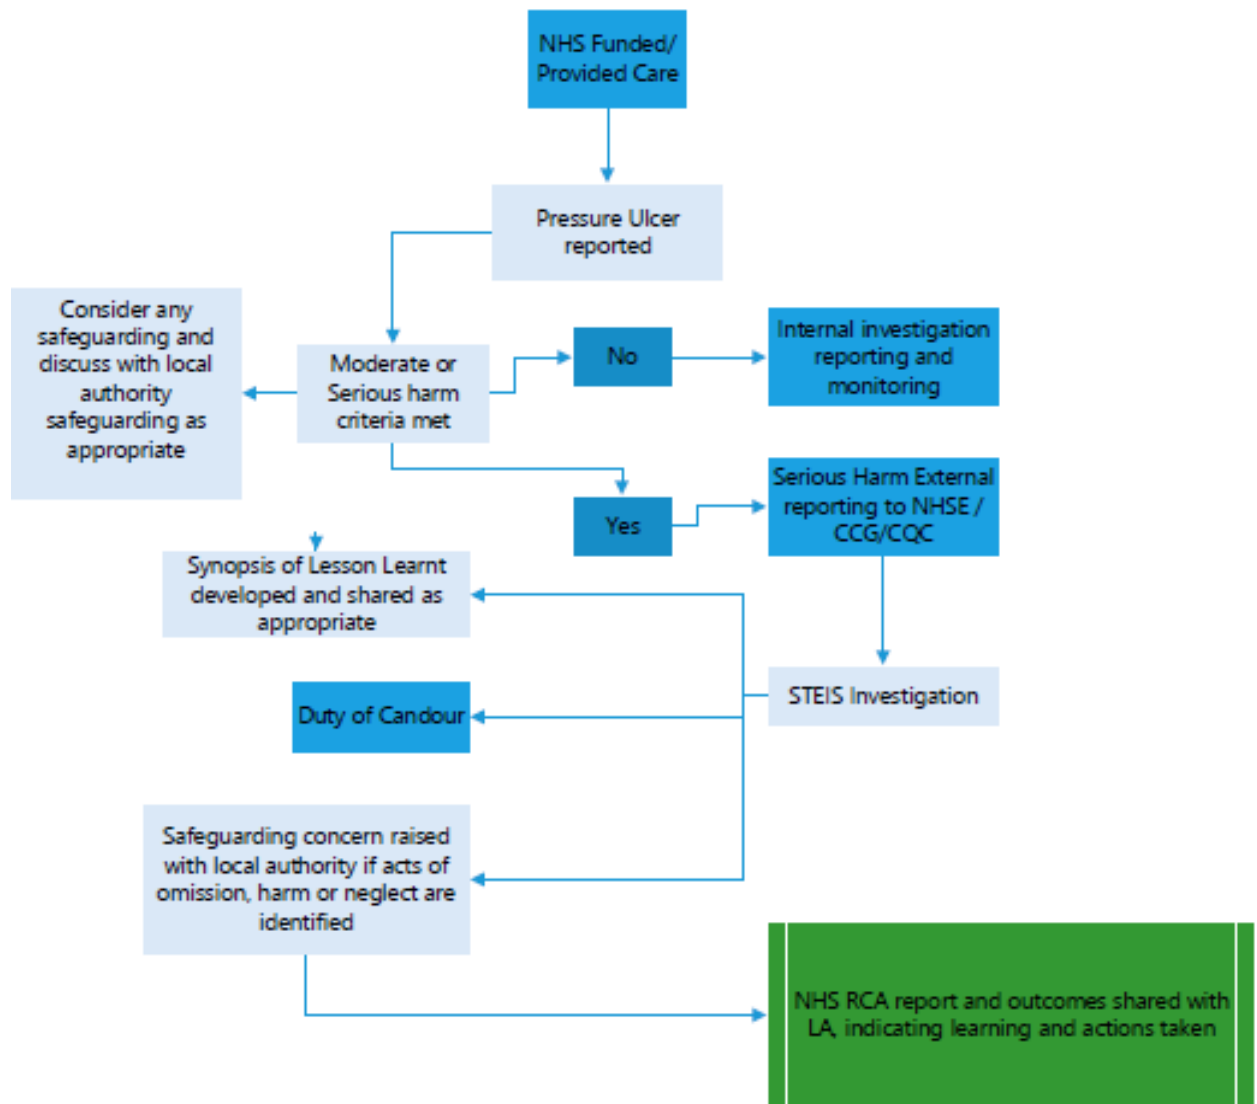 NHS Funded/
Provided Care
Pressure Ulcer
reported
Consider any
safeguarding and
discuss with local
authority
safeguarding as
appropriate
Moderate or
Serious harm
criteria met
No
Internal investigation
reporting and
monitoring
Yes
Serious Harm External
reporting to NHSE /
CCG/CQC
Synopsis of Lesson Learnt
developed and shared as
appropriate
STEIS Investigation
Duty of Candour
Safeguarding concern raised
with local authority if acts of
omission, harm or neglect are
identified
NHS RCA report and outcomes shared with
LA, indicating learning and actions taken